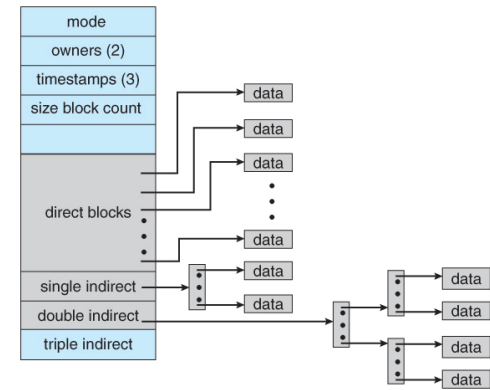 mode
owners (2)
timestamps (3)
size block count
direct blocks
single indirect
double indirect
triple indirect
data
data
data
data
data
data
data
data
data
data